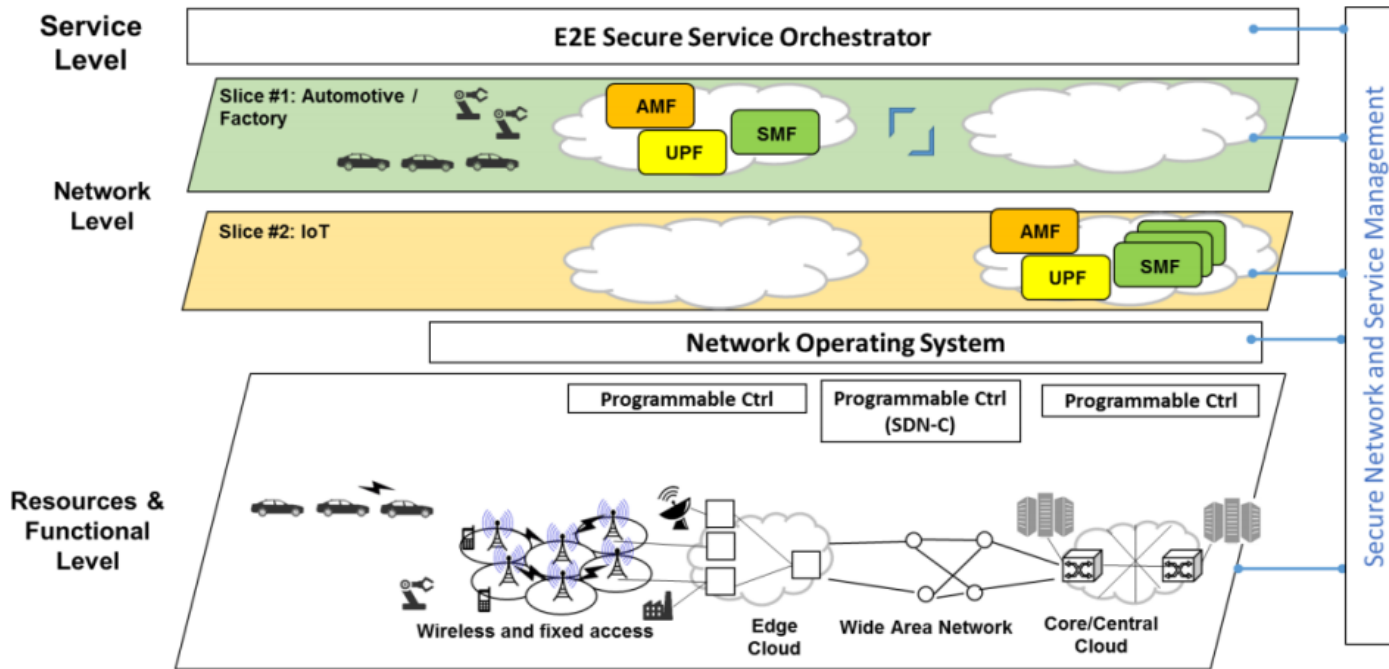 Service
Level
E2E Secure Service Orchestrator
Slice #1: Automotive /
Factory
AMF
UPF
SMF
Network
Level
Slice #2: IoT
AMF
UPF
SMF
Network Operating System
Programmable Ctrl
Programmable Ctrl
(SDN-C)
Programmable Ctrl
Resources &
Functional
Level
Wireless and fixed access
Edge
Cloud
Wide Area Network
Core/Central
Cloud
Secure Network and Service Management